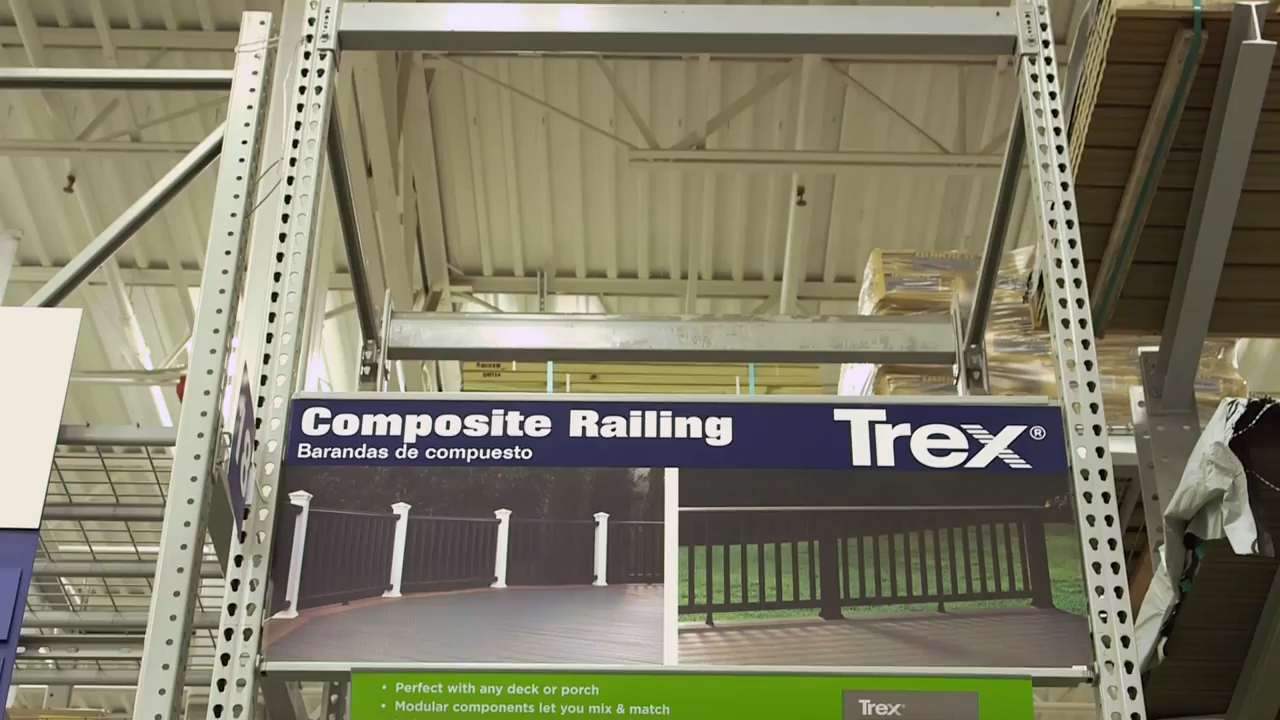 Composite Railing
Barandas de compuesto
Trex®
• Perfect with any deck or porch
• Modular components let you mix & match
Trex